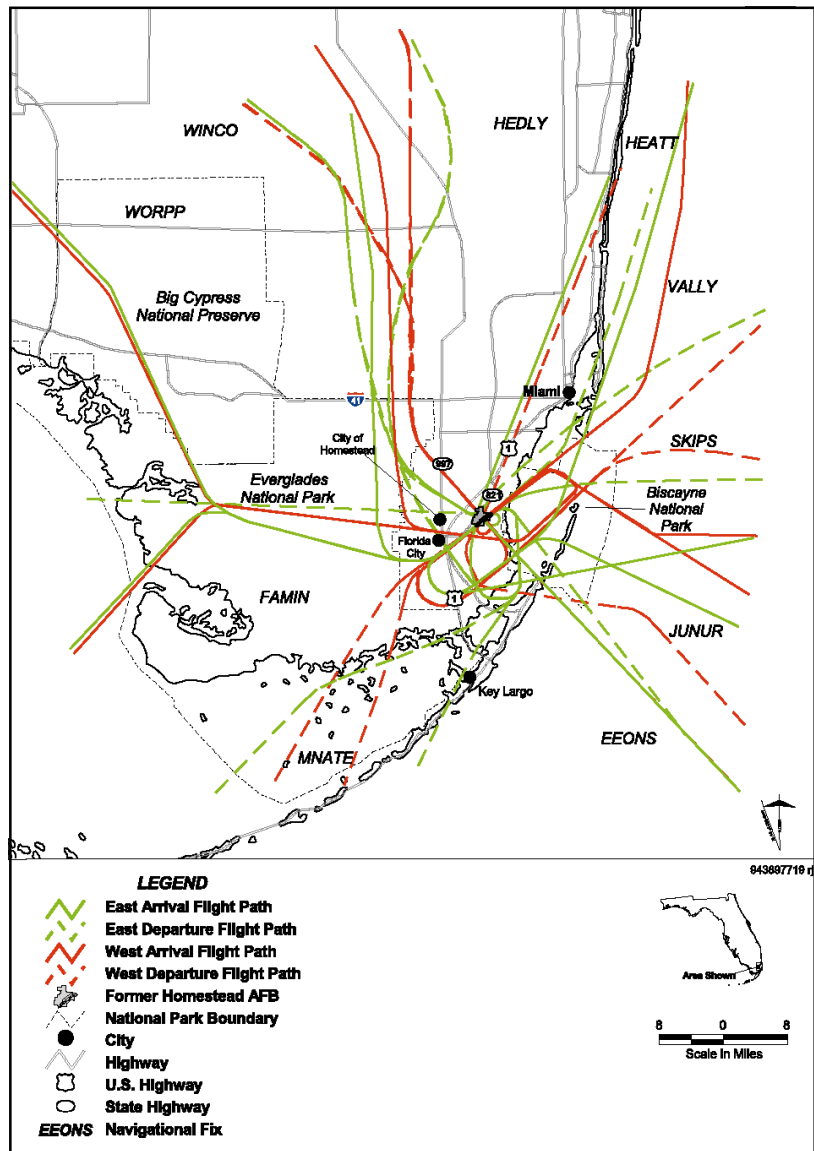 WINCO
HEDLY
HEATT
WORPP
Big Cypress
National Preserve
VALLY
Miami
41
City of
Homestead
1
SKIPS
997
Everglades
National Park
821
Biscayne
National
Park
Florida
City
FAMIN
1
JUNUR
Key Largo
EEONS
MNATE
N
943897719 rj
LEGEND
East Arrival Flight Path
East Departure Flight Path
West Arrival Flight Path
West Departure Flight Path
Former Homestead AFB
National Park Boundary
City
Highway
U.S. Highway
State Highway
EEONS Navigational Fix
Area Shown
8 0 8
Scale in Miles